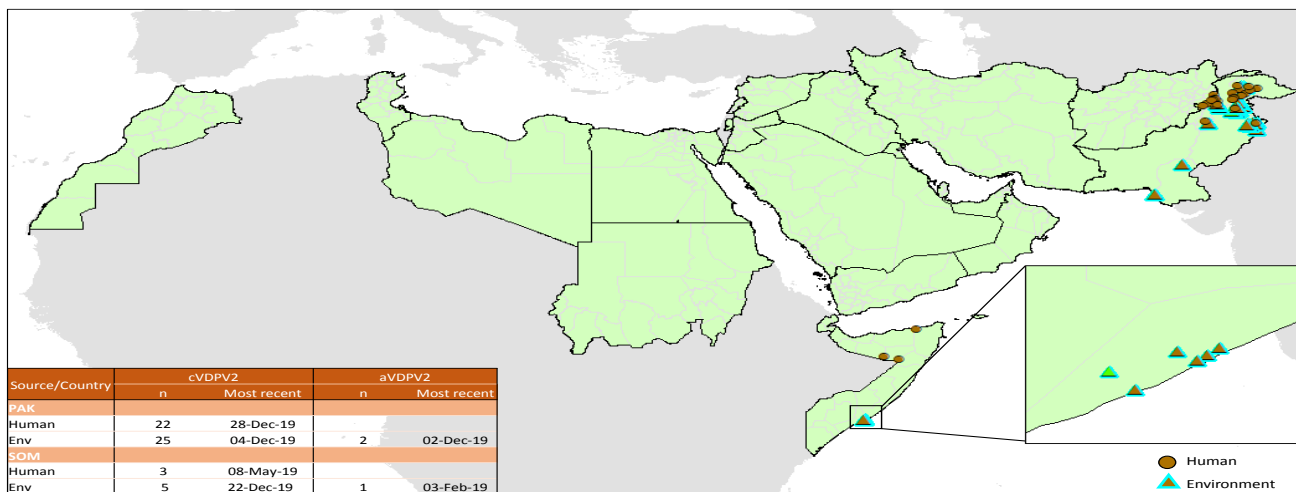 cVDPV2 aVDPV2
Source/Country n Most recent n Most recent
PAK
Human 22 28-Dec-19
Env 25 04-Dec-19 2 02-Dec-19
SOM
Human 3 08-May-19
Env 5 22-Dec-19 1 03-Feb-19
Human
Environment